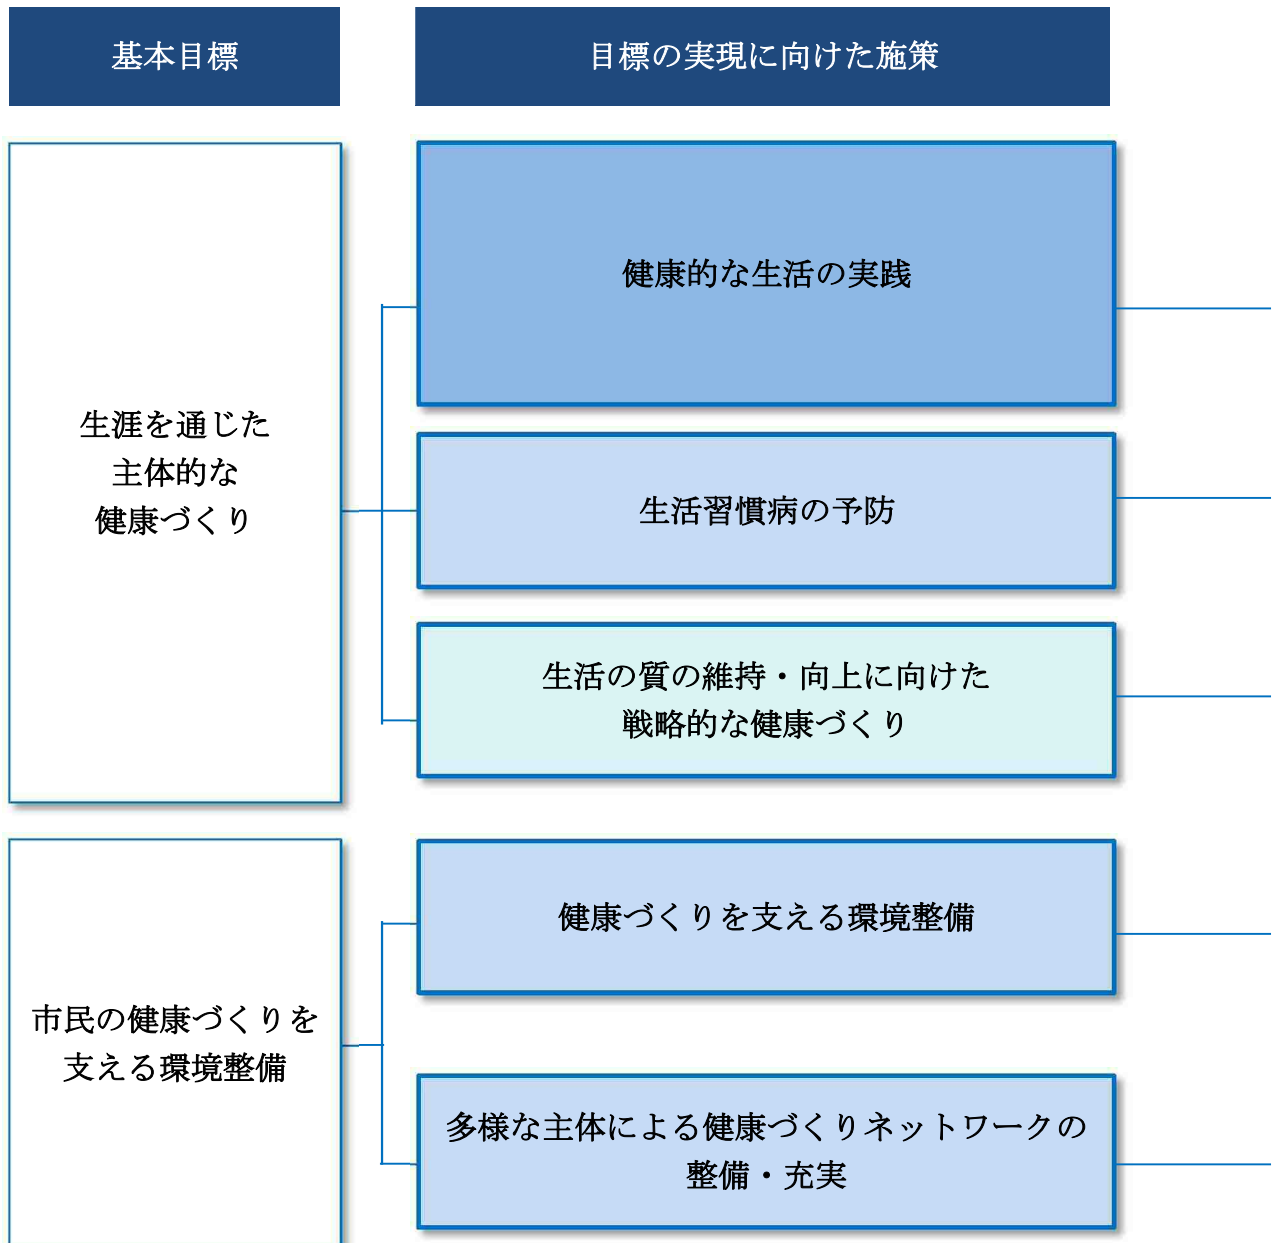 基本目標
目標の実現に向けた施策
生涯を通じた
主体的な
健康づくり
健康的な生活の実践
生活習慣病の予防
生活の質の維持・向上に向けた
戦略的な健康づくり
市民の健康づくりを
支える環境整備
健康づくりを支える環境整備
多様な主体による健康づくりネットワークの
整備・充実